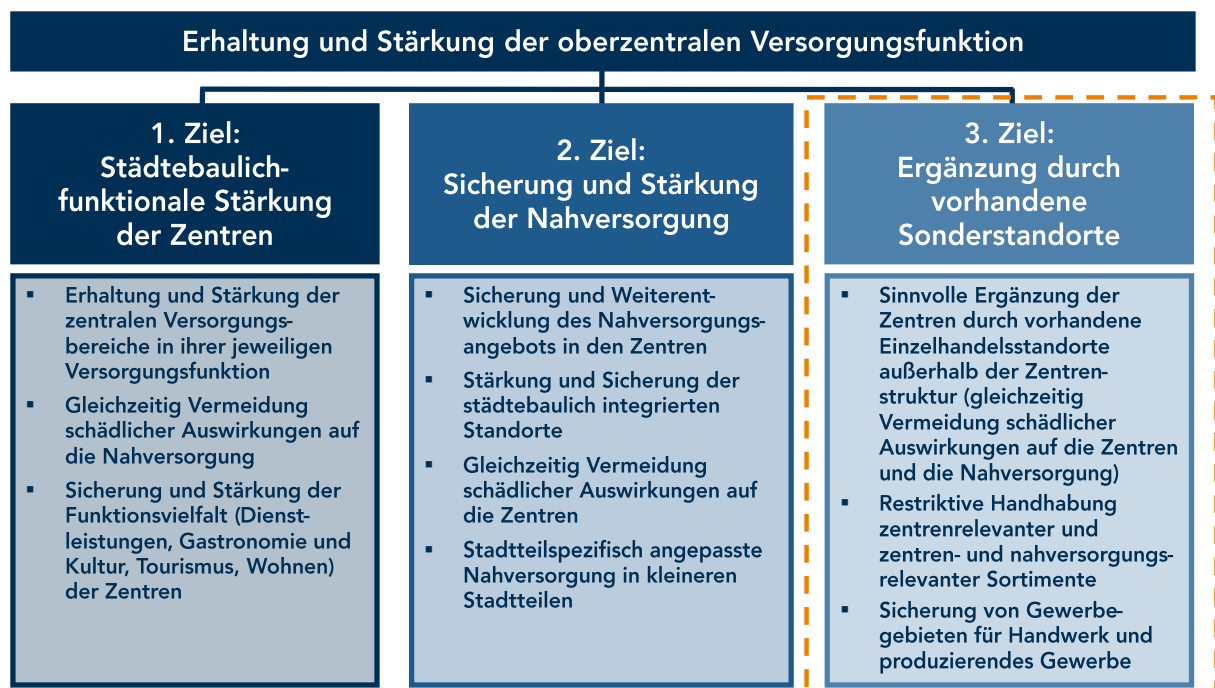 Erhaltung und Stärkung der oberzentralen Versorgungsfunktion
1. Ziel:
Städtebaulich-
funktionale Stärkung
der Zentren
▪ Erhaltung und Stärkung der
zentralen Versorgungs-
bereiche in ihrer jeweiligen
Versorgungsfunktion
▪ Gleichzeitig Vermeidung
schädlicher Auswirkungen auf
die Nahversorgung
▪ Sicherung und Stärkung der
Funktionsvielfalt (Dienst-
leistungen, Gastronomie und
Kultur, Tourismus, Wohnen)
der Zentren
2. Ziel:
Sicherung und Stärkung
der Nahversorgung
▪ Sicherung und Weiterent-
wicklung des Nahversorgungs-
angebots in den Zentren
▪ Stärkung und Sicherung der
städtebaulich integrierten
Standorte
▪ Gleichzeitig Vermeidung
schädlicher Auswirkungen auf
die Zentren
▪ Stadtteilspezifisch angepasste
Nahversorgung in kleineren
Stadtteilen
3. Ziel:
Ergänzung durch
vorhandene
Sonderstandorte
▪ Sinnvolle Ergänzung der
Zentren durch vorhandene
Einzelhandelsstandorte
außerhalb der Zentren-
struktur (gleichzeitig
Vermeidung schädlicher
Auswirkungen auf die Zentren
und die Nahversorgung)
▪ Restriktive Handhabung
zentrenrelevanter und
zentren- und nahversorgungs-
relevanter Sortimente
▪ Sicherung von Gewerbe-
gebieten für Handwerk und
produzierendes Gewerbe